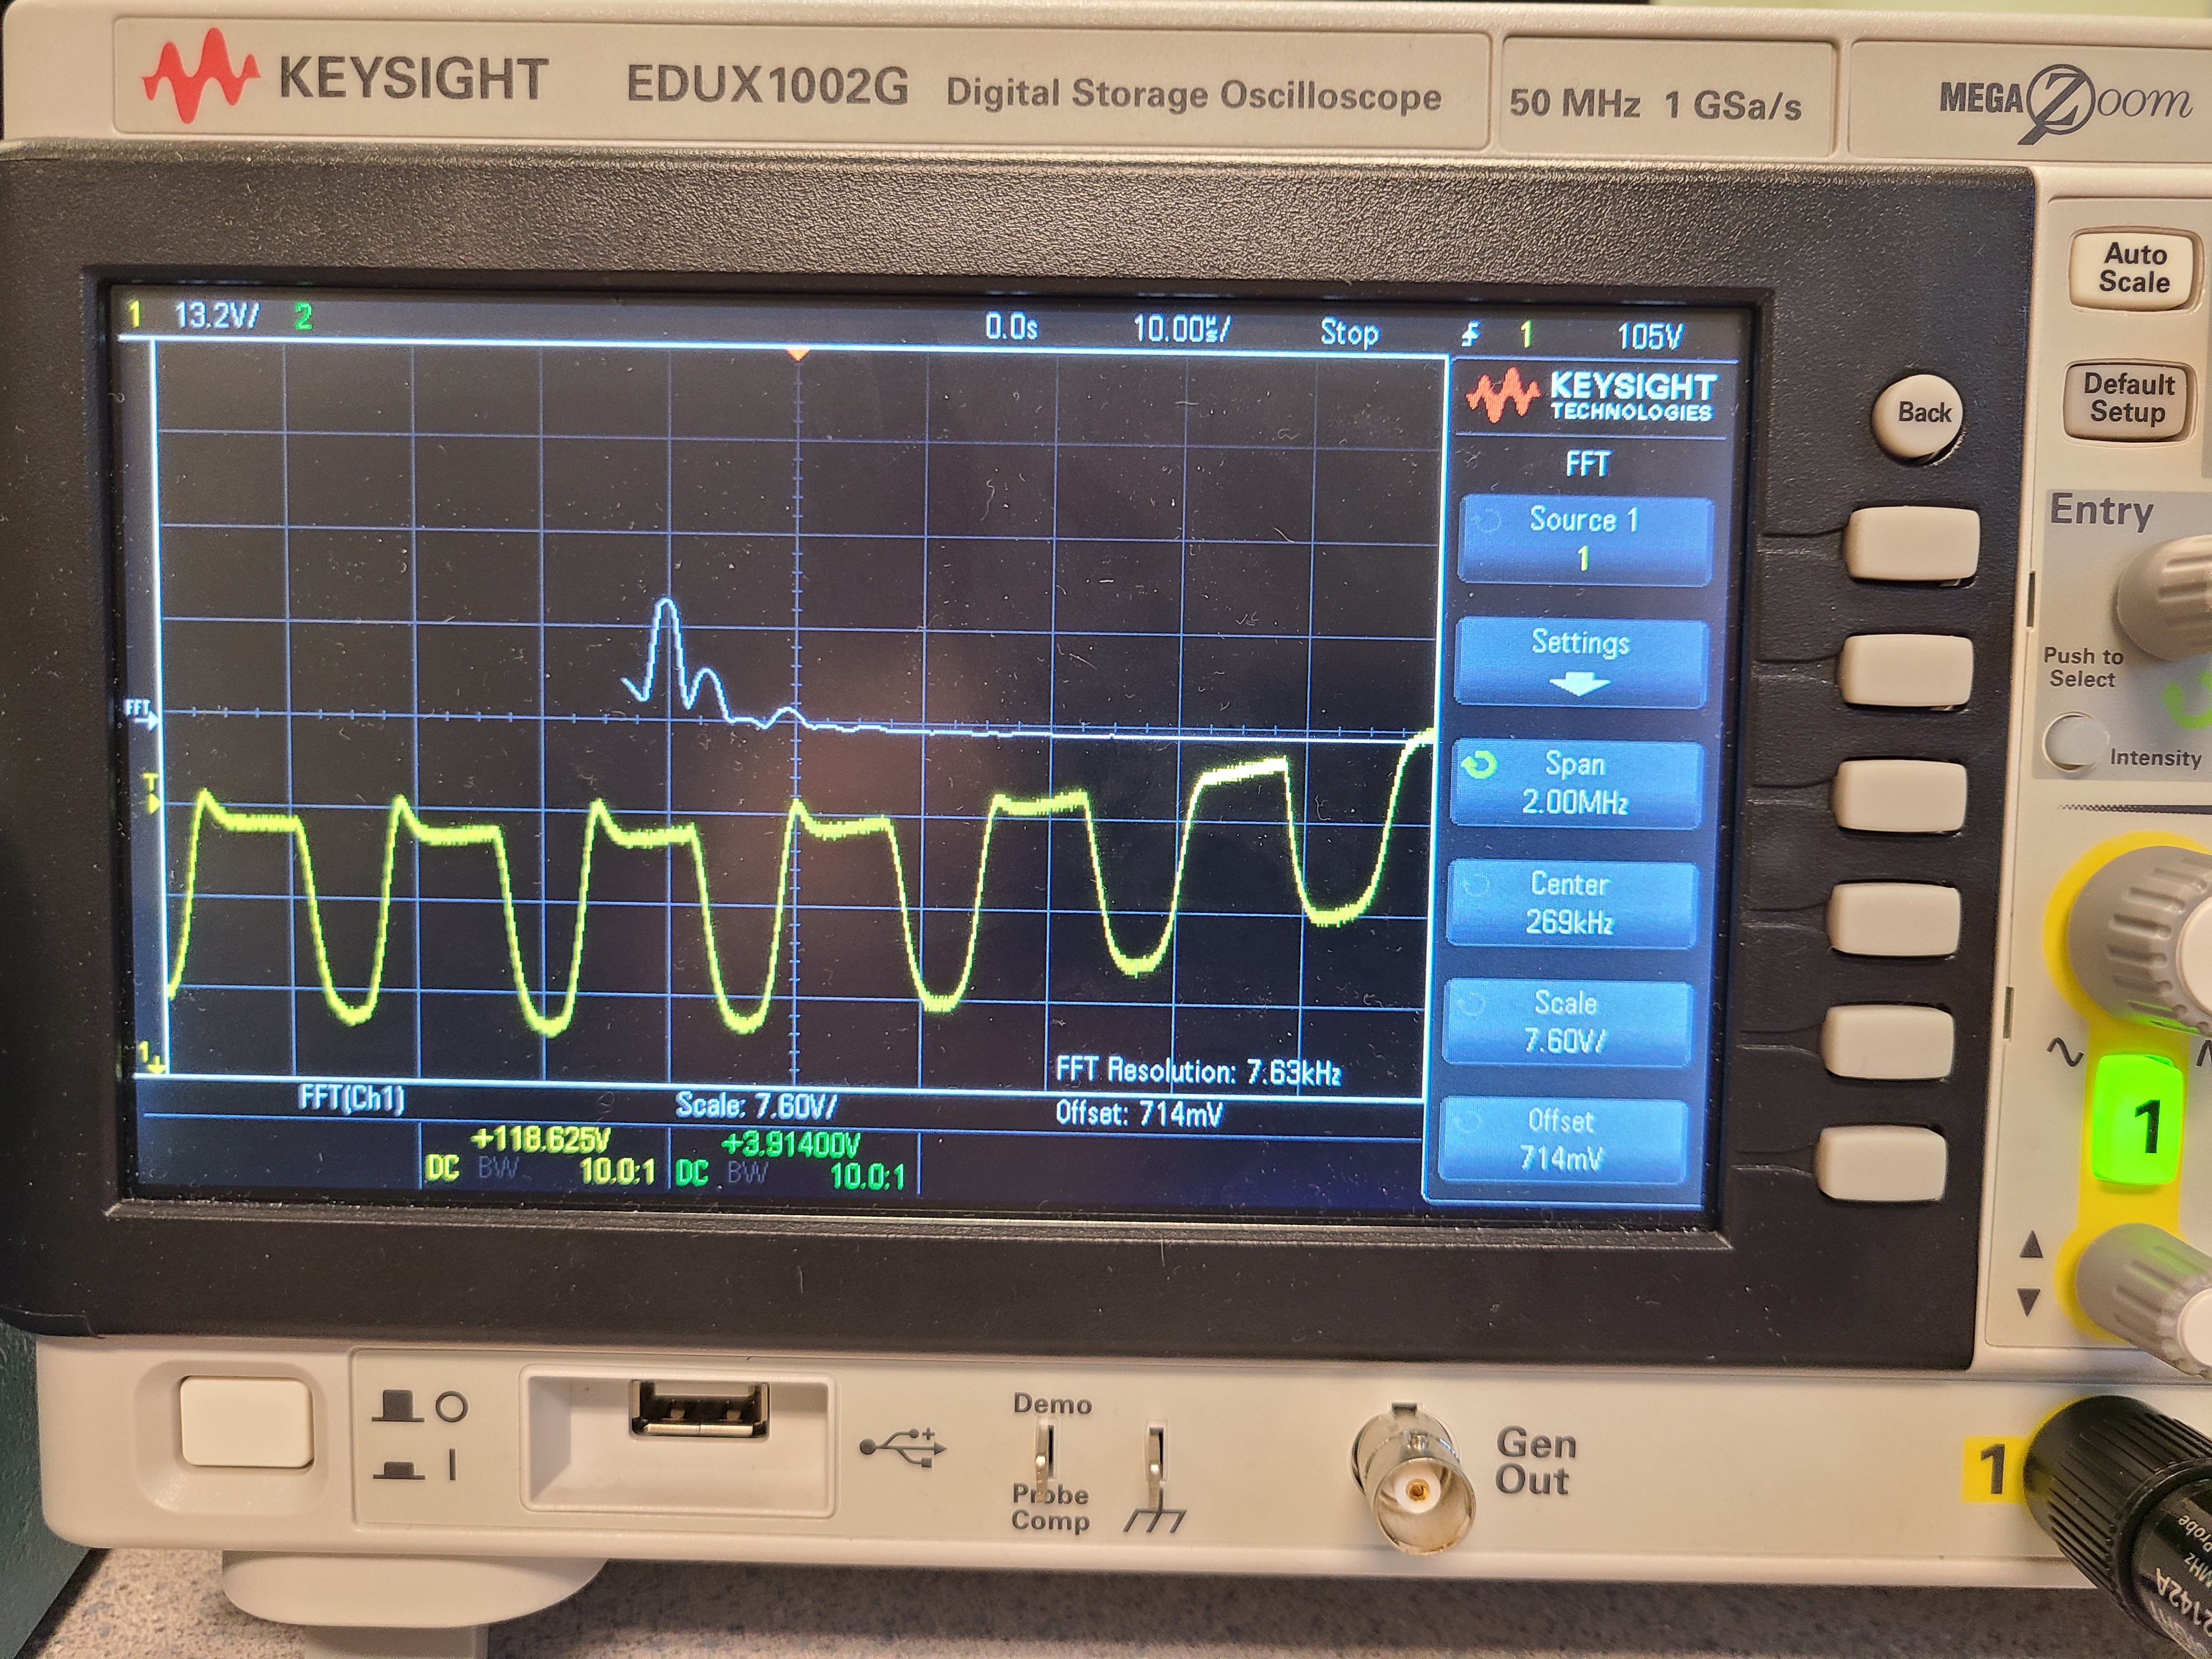 KEYSIGHT EDUX1002G Digital Storage Oscilloscope 50 MHz 1 GSa/s MEGA Zoom
1 13.2V/ 2 0.0s 10.00µs/ Stop 1 105V
KEYSIGHT
TECHNOLOGIES
FFT
Source 1
1
Settings
Span
2.00MHz
Center
269kHz
Scale
7.60V/
Offset
714mV
FFT
T
1
FFT Resolution: 7.63kHz
FFT(Ch1) Scale: 7.60V/ Offset: 714mV
+118.625V +3.91400V
DC BW 10.0:1 DC BW 10.0:1
Back
Auto
Scale
Default
Setup
Entry
Push to
Select
Intensity
1
Demo
Probe
Comp
Gen
Out
1
2142A
Probe
MHz